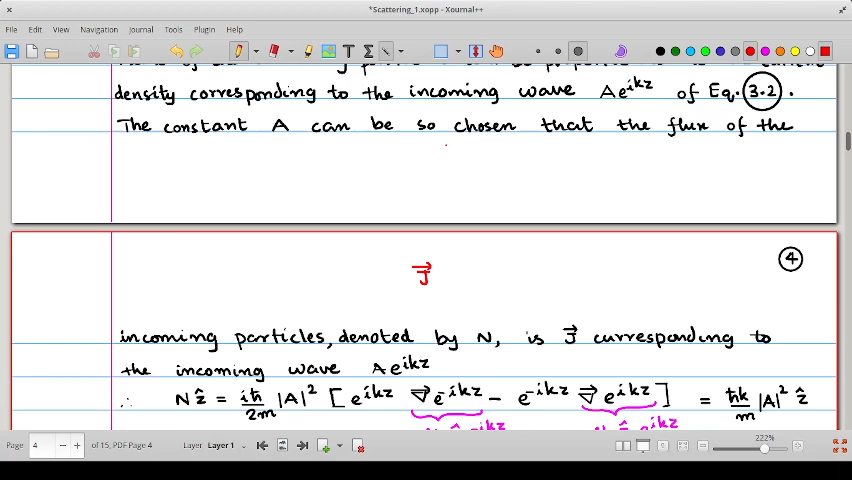 *Scattering_1.xopp - Xournal++
File Edit View Navigation Journal Tools Plugin Help
density corresponding to the incoming wave Ae^{ikz} of Eq. 3.2.
The constant A can be so chosen that the flux of the
J⃗
4
incoming particles, denoted by N, is J⃗ corresponding to
the incoming wave Ae^{ikz}
∴ Nẑ = iħ/2m |A|² [e^{ikz} ∇⃗e^{-ikz} - e^{-ikz} ∇⃗e^{ikz}] = ħk/m |A|² ẑ
Page 4 of 15, PDF Page 4 Layer Layer 1 222%